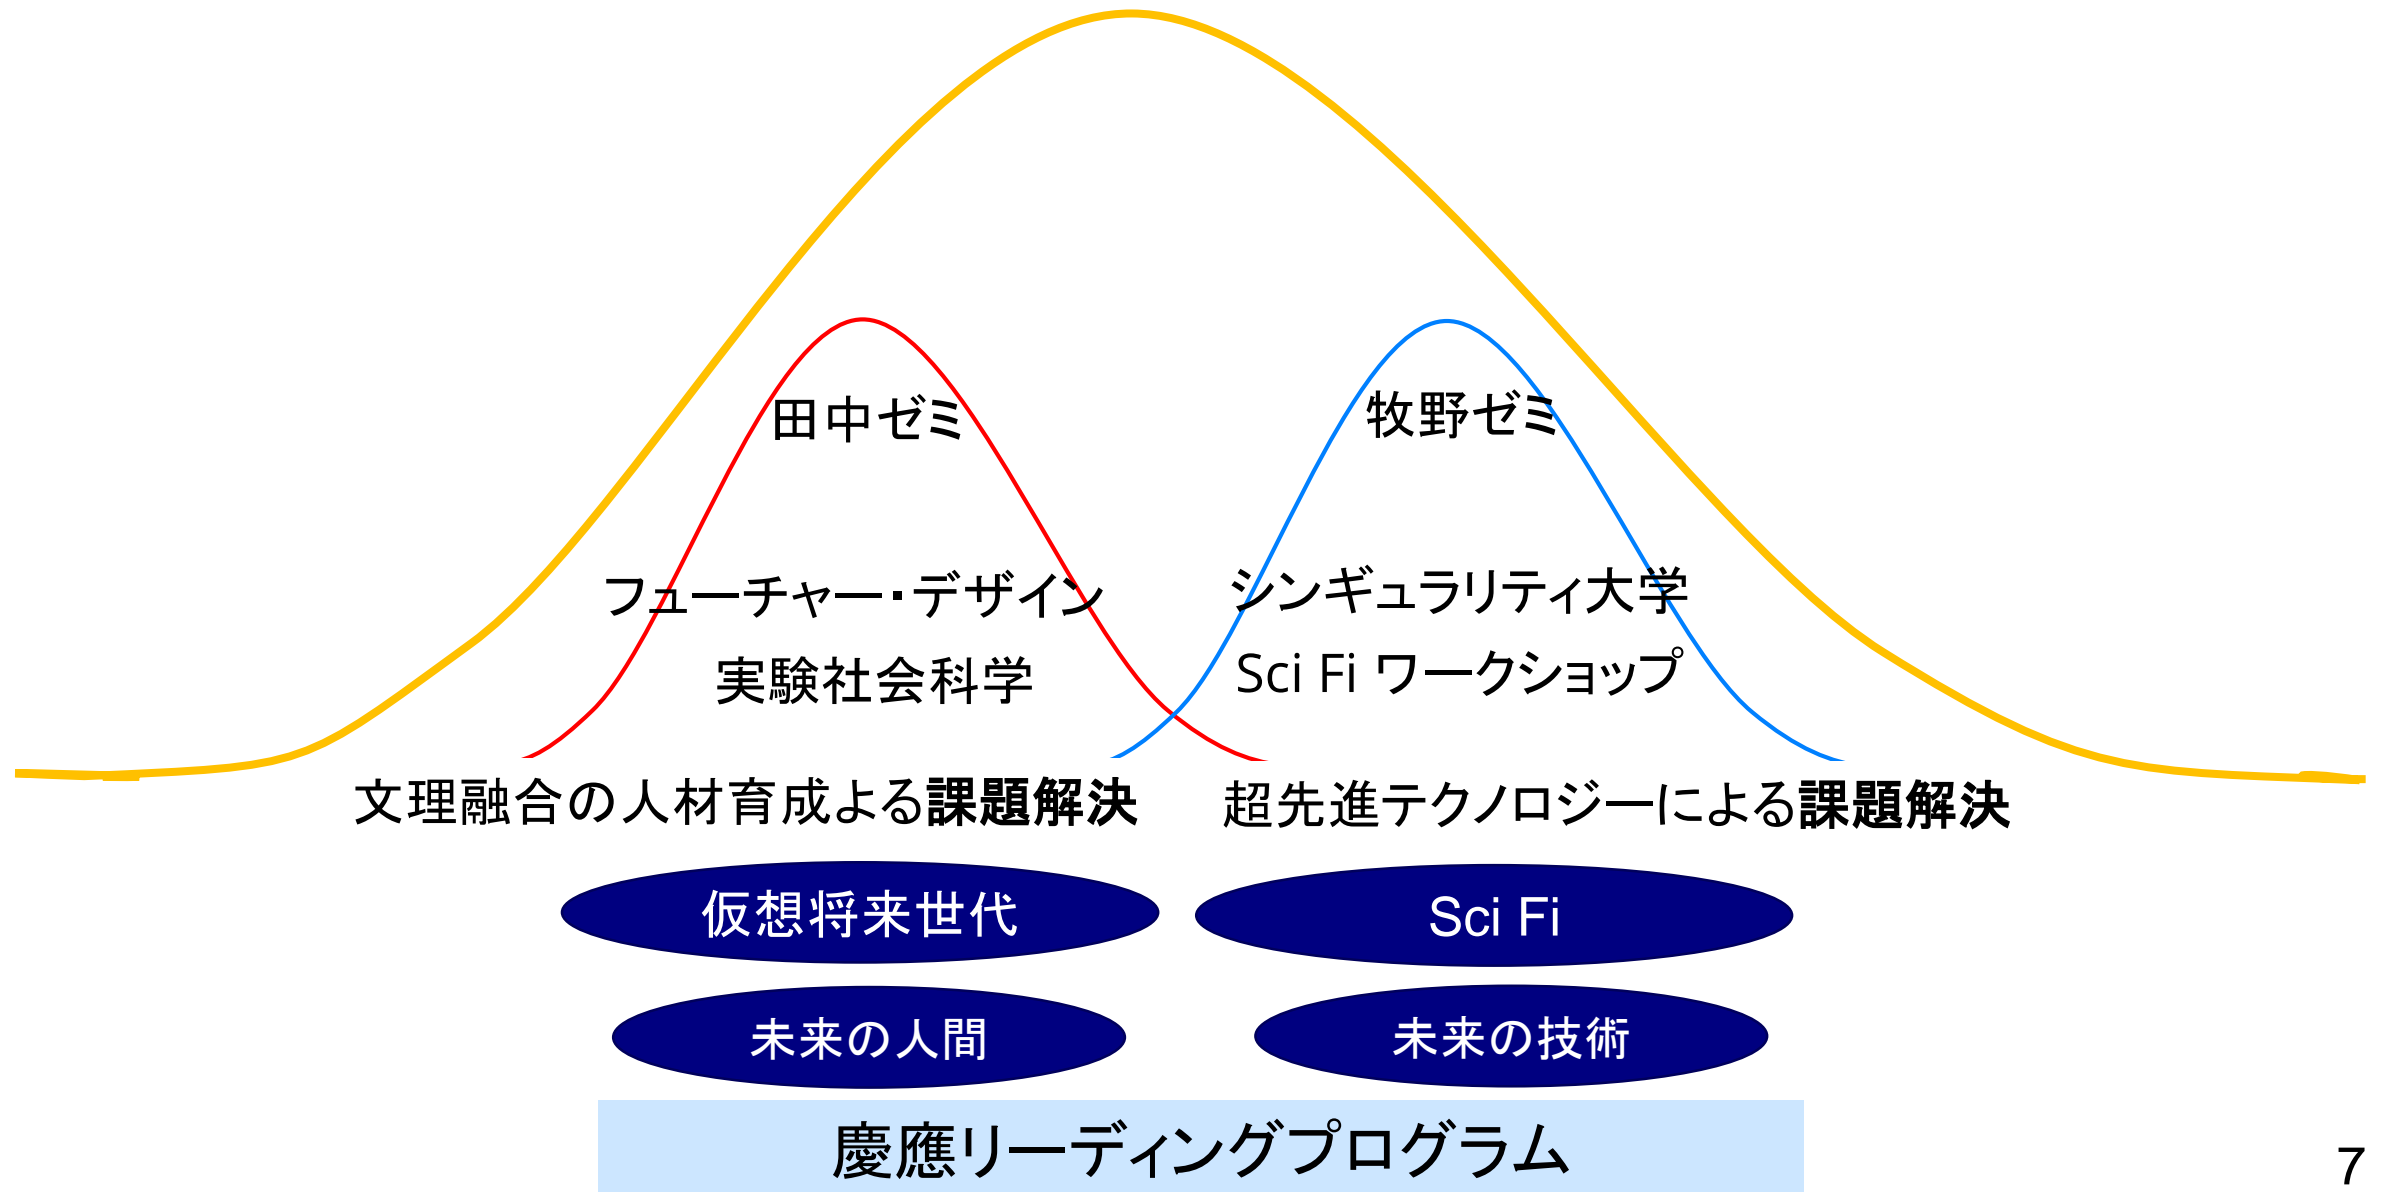 田中ゼミ
フューチャー・デザイン
実験社会科学
文理融合の人材育成よる課題解決
仮想将来世代
未来の人間
牧野ゼミ
シンギュラリティ大学
Sci Fi ワークショップ
超先進テクノロジーによる課題解決
Sci Fi
未来の技術
慶應リーディングプログラム
7